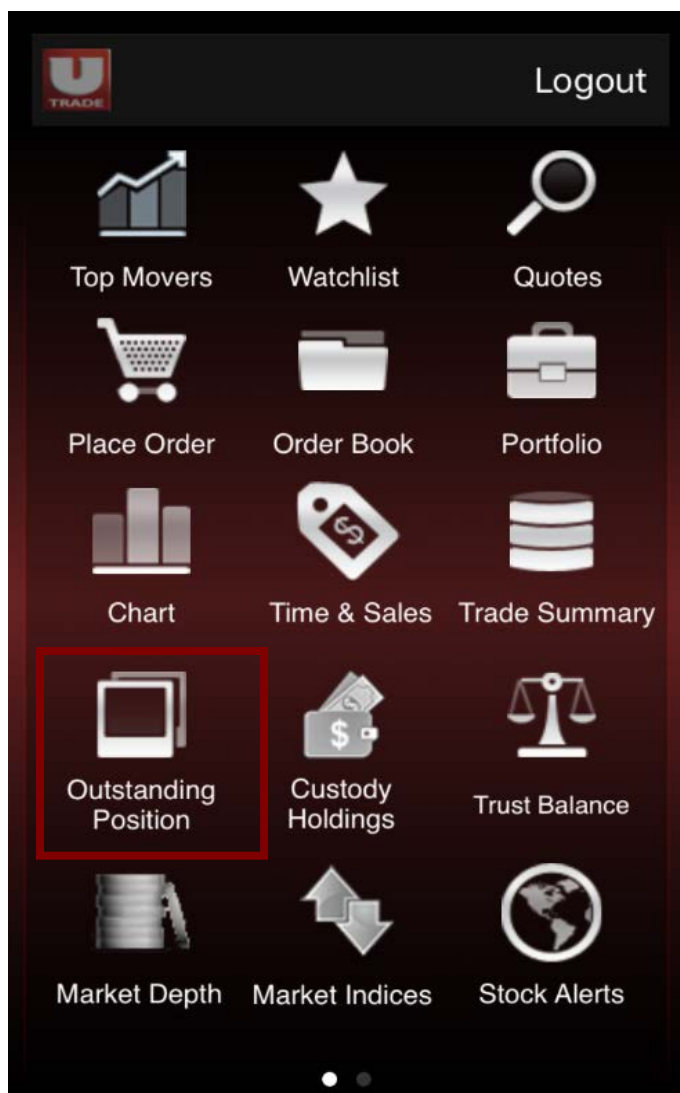 U
TRADE
Logout
Top Movers
Watchlist
Quotes
Place Order
Order Book
Portfolio
Chart
Time & Sales
Trade Summary
Outstanding
Position
Custody
Holdings
Trust Balance
Market Depth
Market Indices
Stock Alerts